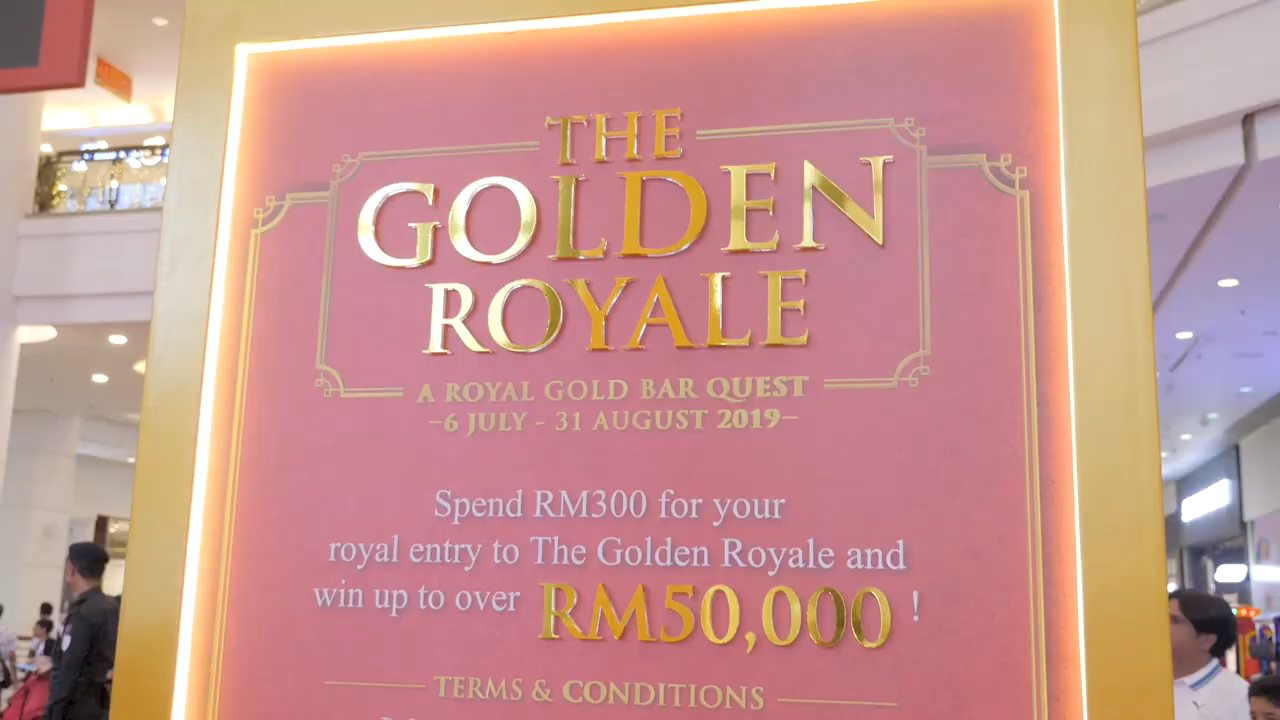 THE
GOLDEN
ROYALE
A ROYAL GOLD BAR QUEST
-6 JULY - 31 AUGUST 2019-
Spend RM300 for your
royal entry to The Golden Royale and
win up to over RM50,000 !
TERMS & CONDITIONS